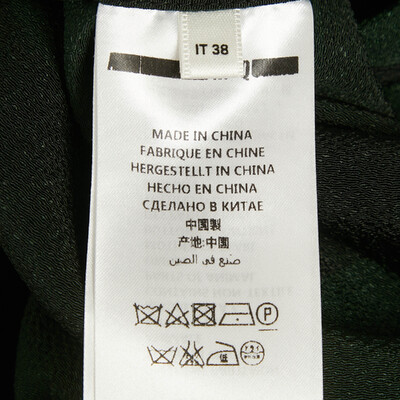 IT 38
MADE IN CHINA
FABRIQUE EN CHINE
HERGESTELLT IN CHINA
HECHO EN CHINA
СДЕЛАНО В КИТАЕ
中國製
产地:中國
صنع في الصين
P